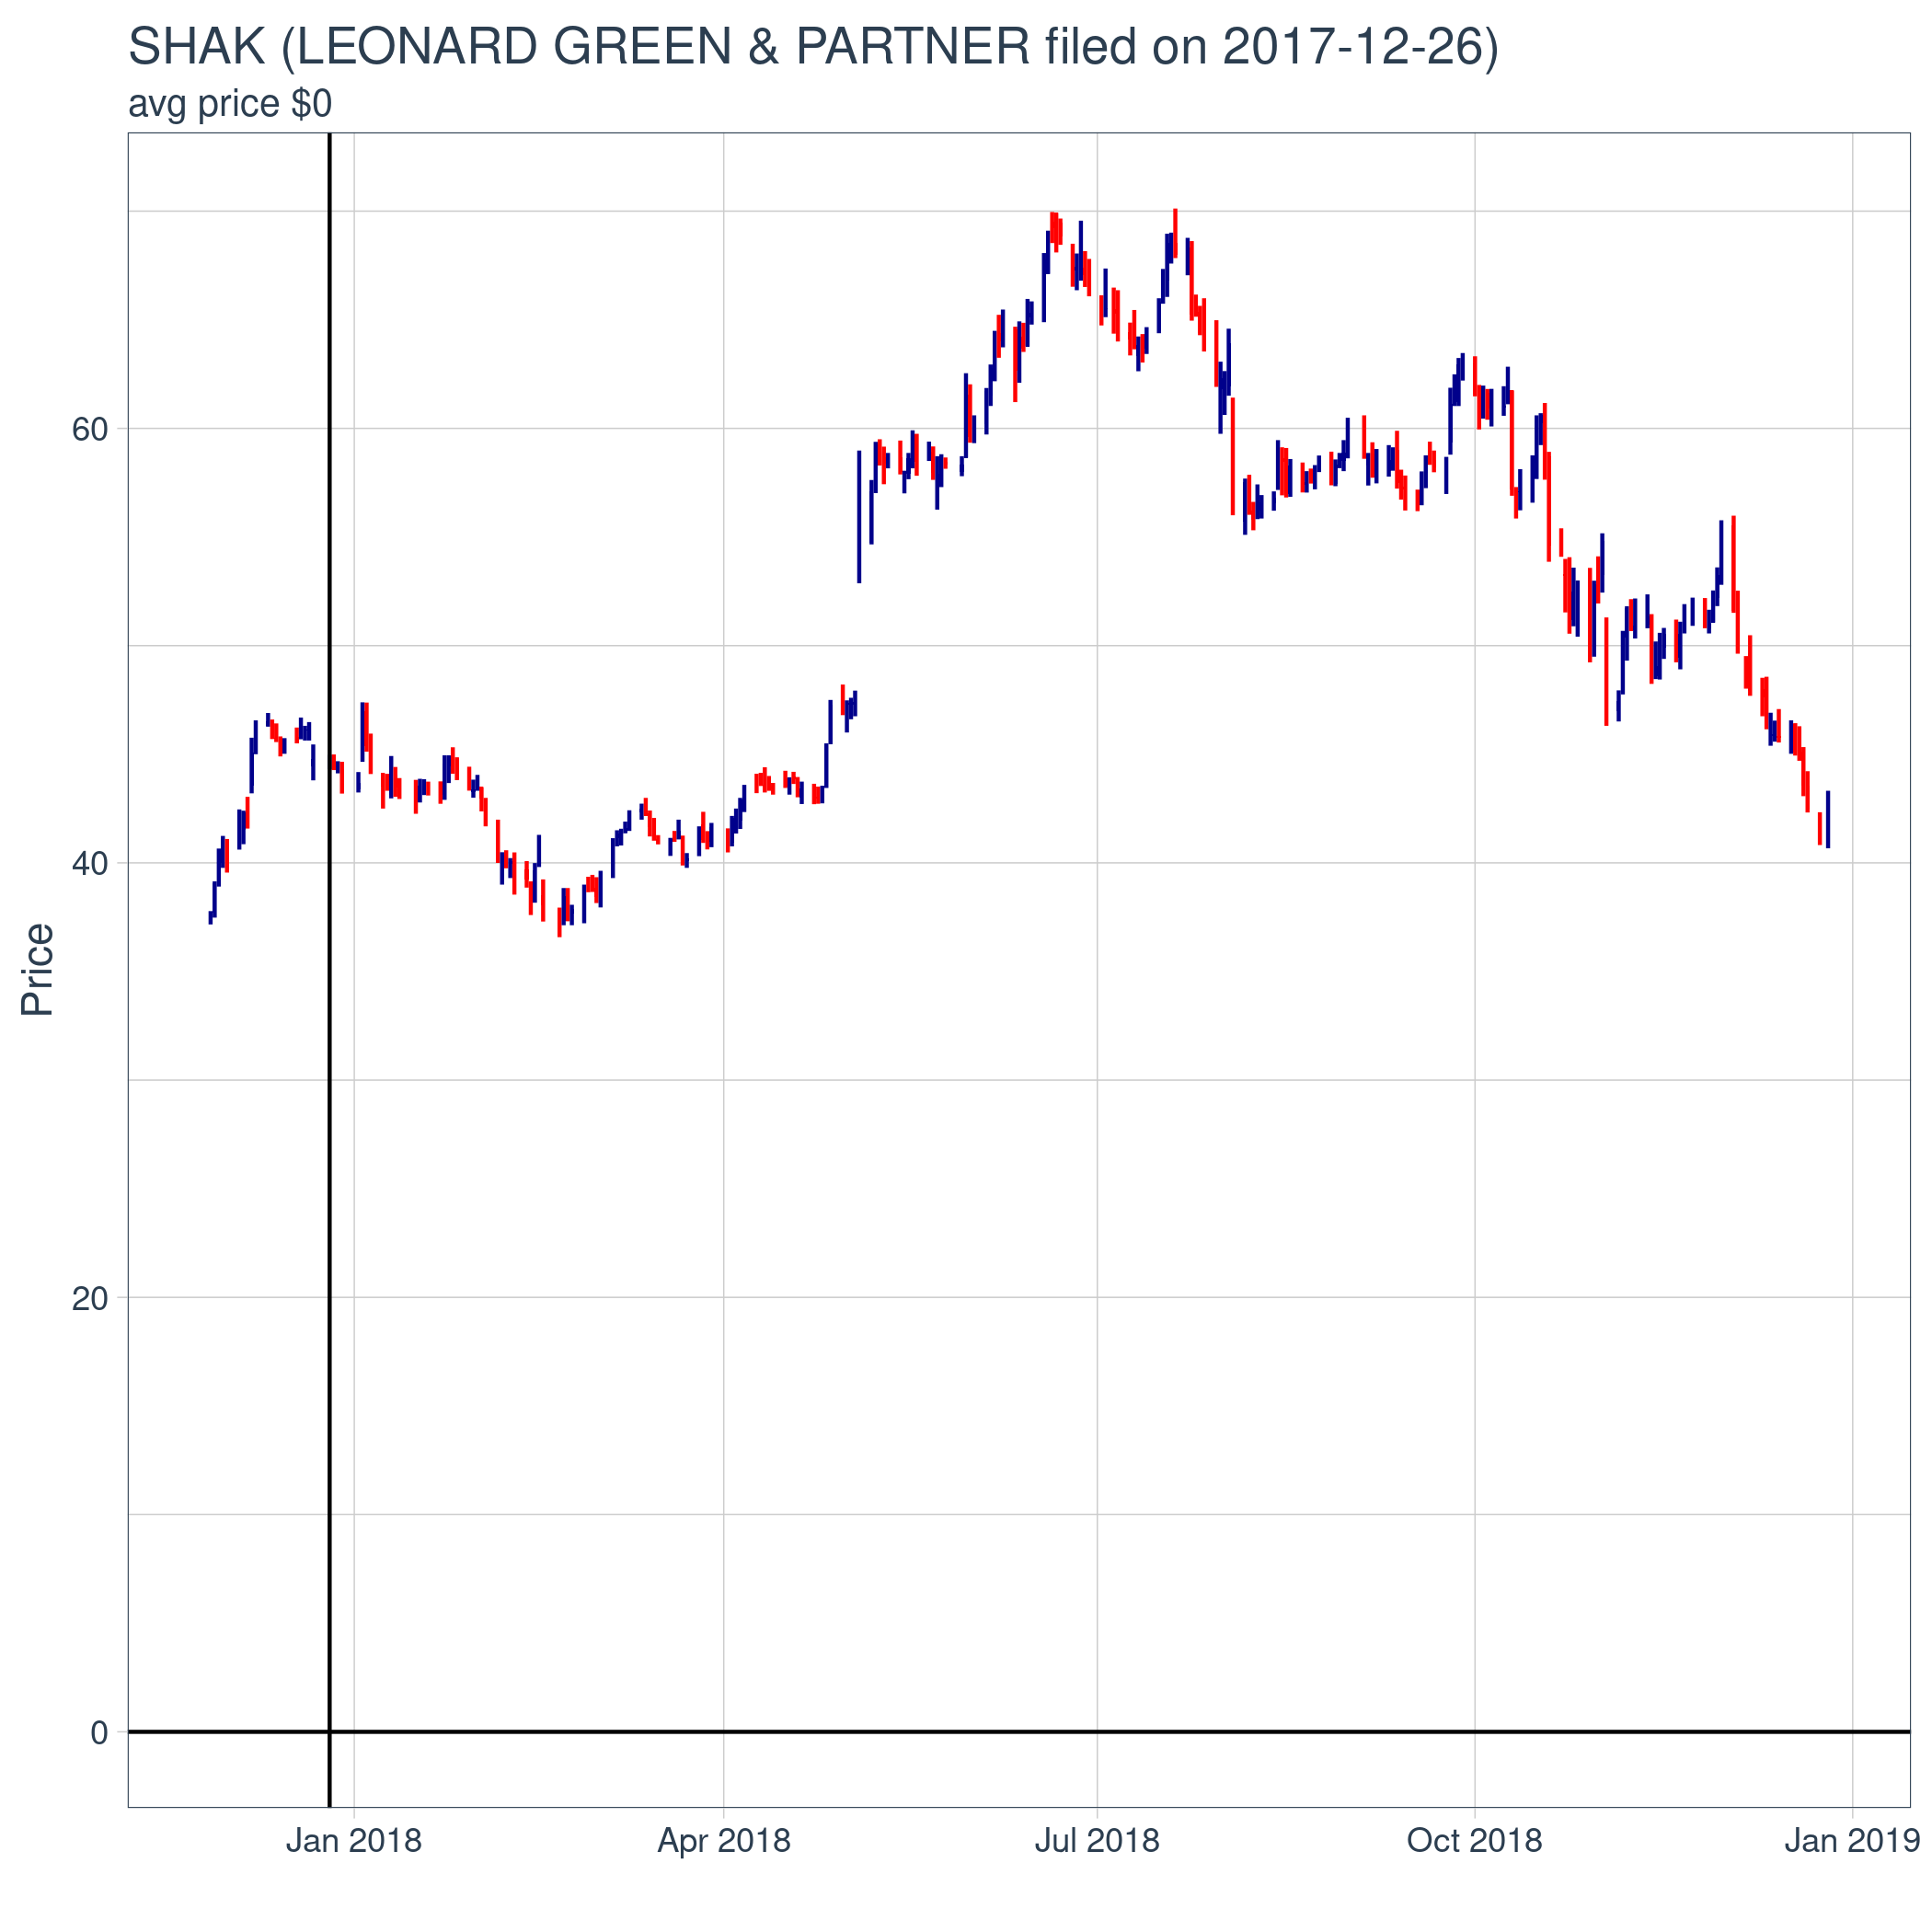 SHAK (LEONARD GREEN & PARTNER filed on 2017-12-26)
avg price $0
Price
60
40
20
0
Jan 2018 Apr 2018 Jul 2018 Oct 2018 Jan 2019